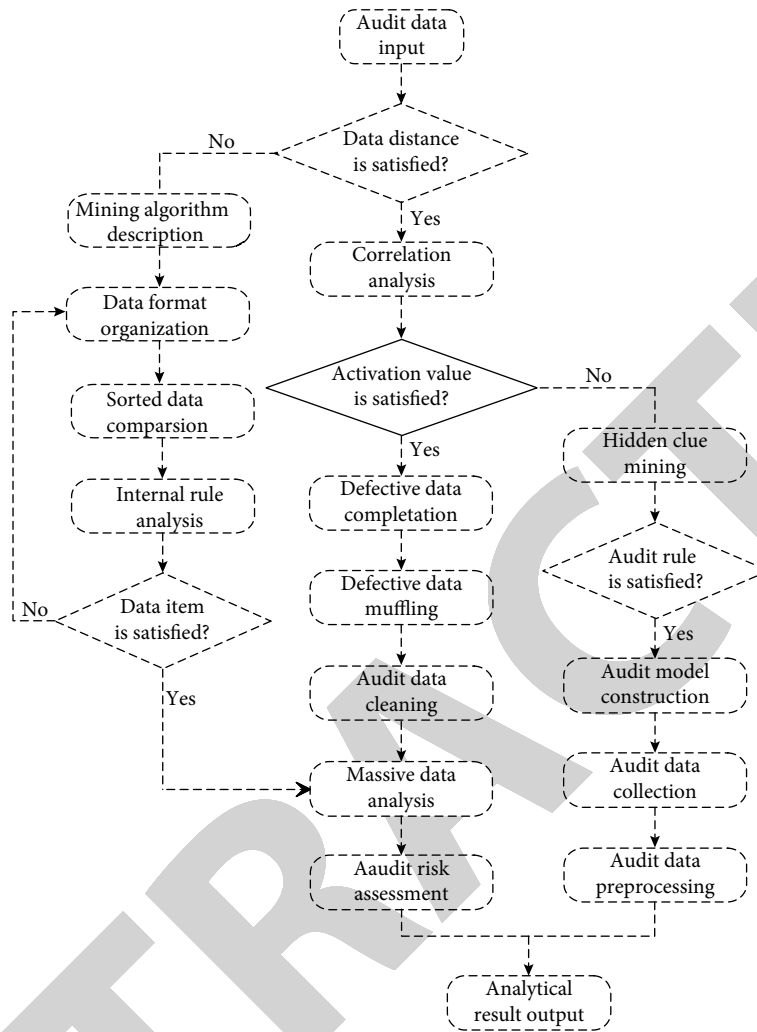 Audit data
input
Data distance
is satisfied?
No
Yes
Mining algorithm
description
Correlation
analysis
Data format
organization
Activation value
is satisfied?
No
Yes
Sorted data
comparsion
Hidden clue
mining
Internal rule
analysis
Defective data
completation
Audit rule
is satisfied?
Yes
Data item
is satisfied?
No
Yes
Defective data
muffling
Audit model
construction
Audit data
cleaning
Massive data
analysis
Audit data
collection
Aaudit risk
assessment
Audit data
preprocessing
Analytical
result output
TRACT